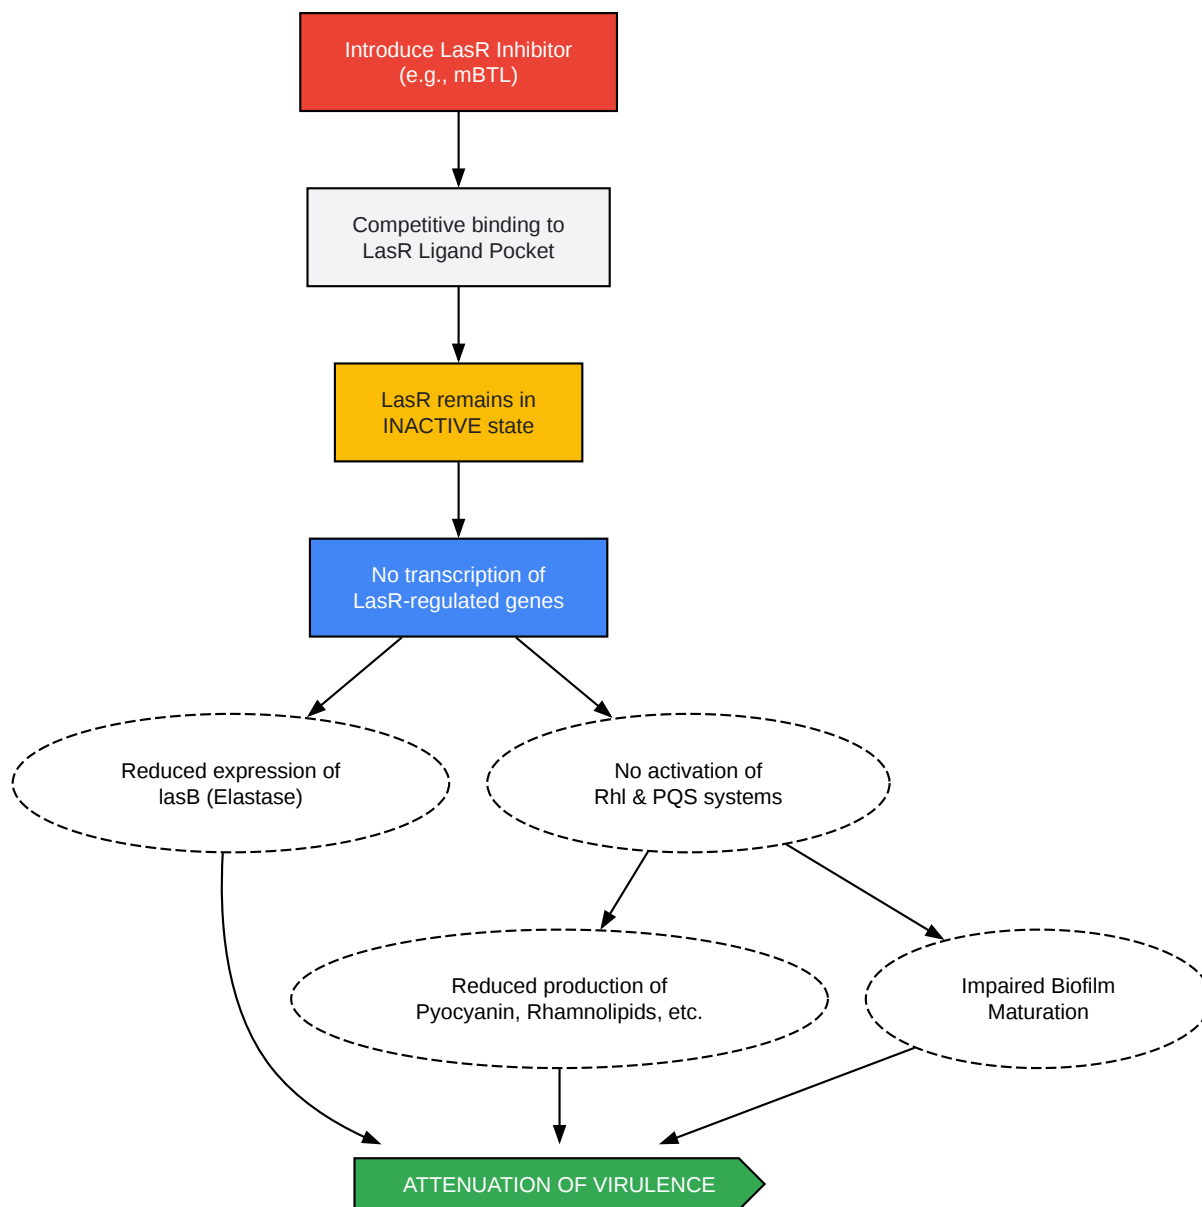 Introduce LasR Inhibitor
(e.g., mBTL)
Competitive binding to
LasR Ligand Pocket
LasR remains in
INACTIVE state
No transcription of
LasR-regulated genes
Reduced expression of
lasB (Elastase)
No activation of
Rhl & PQS systems
Reduced production of
Pyocyanin, Rhamnolipids, etc.
Impaired Biofilm
Maturation
ATTENUATION OF VIRULENCE